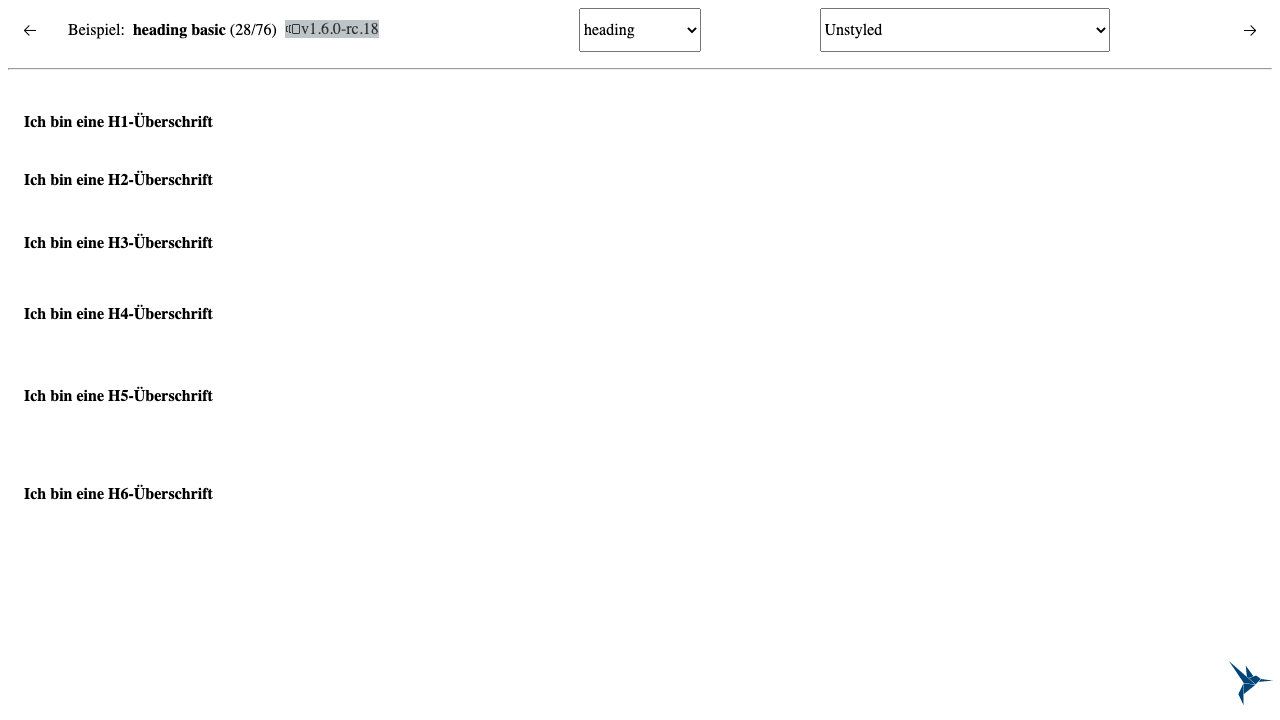 Beispiel: heading basic (28/76) v1.6.0-rc.18 heading Unstyled
Ich bin eine H1-Überschrift
Ich bin eine H2-Überschrift
Ich bin eine H3-Überschrift
Ich bin eine H4-Überschrift
Ich bin eine H5-Überschrift
Ich bin eine H6-Überschrift